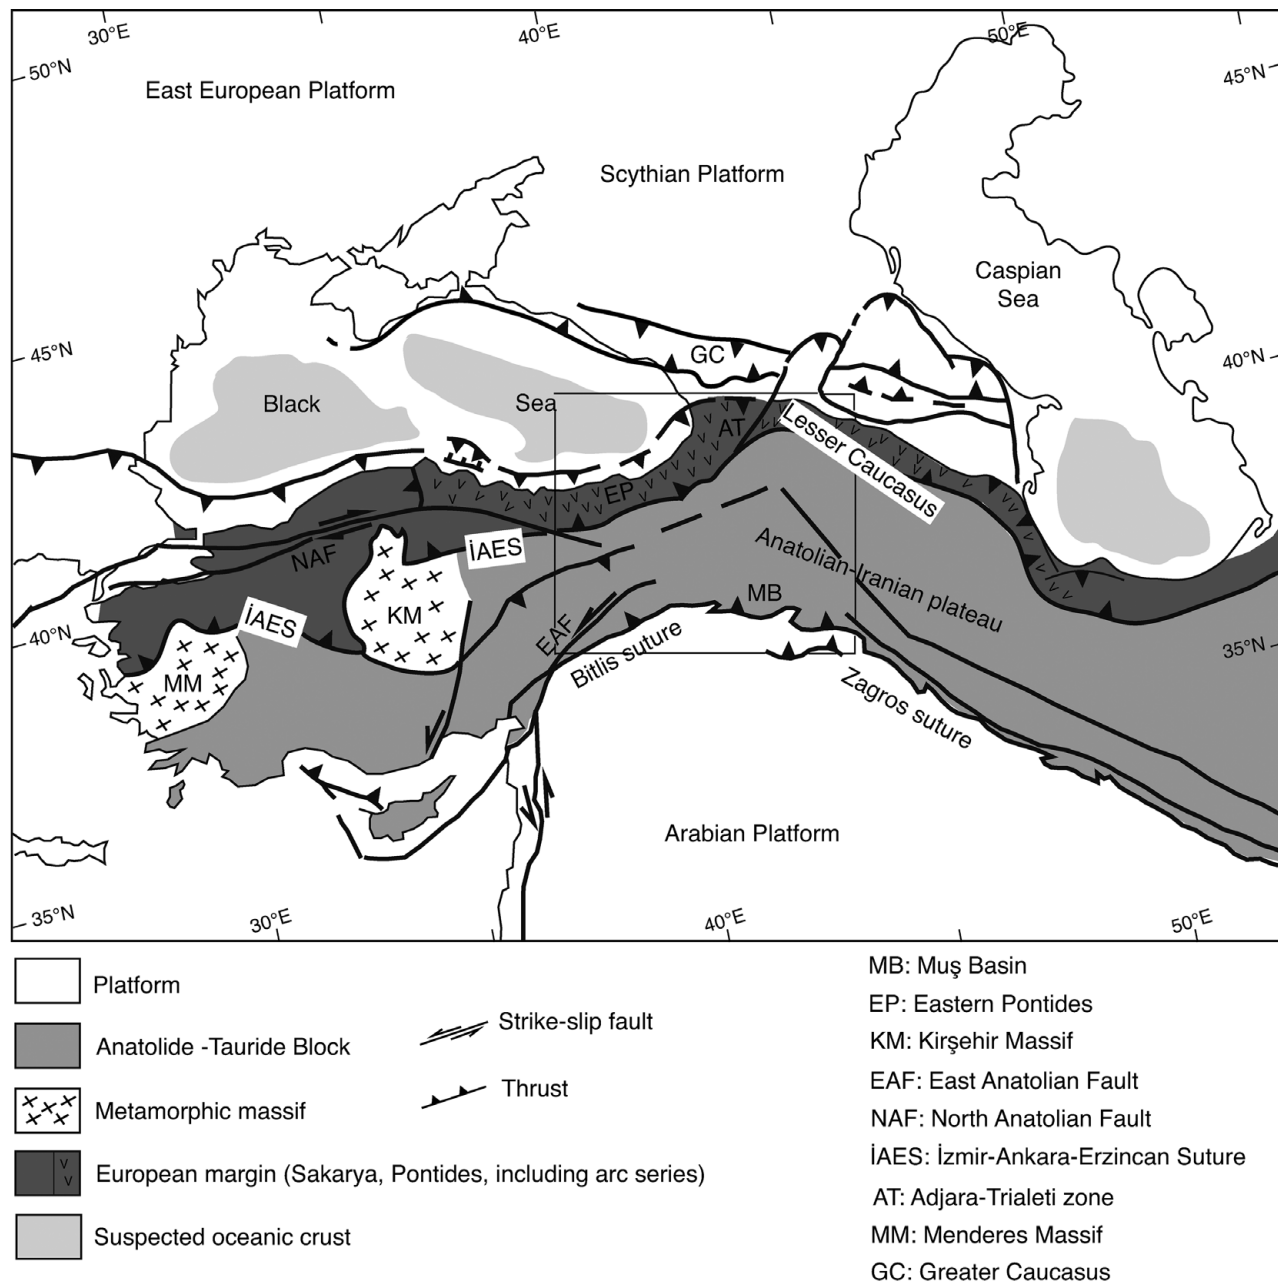 30°E
40°E
50°E
50°N
45°N
East European Platform
Scythian Platform
Caspian
Sea
45°N
40°N
GC
Black
Sea
AT
Lesser Caucasus
EP
NAF
İAES
Anatolian-Iranian plateau
MB
KM
İAES
EAF
40°N
35°N
Bitlis suture
MM
Zagros suture
Arabian Platform
35°N
30°E
40°E
50°E
Platform
Anatolide -Tauride Block
Metamorphic massif
European margin (Sakarya, Pontides, including arc series)
Suspected oceanic crust
Strike-slip fault
Thrust
MB: Muş Basin
EP: Eastern Pontides
KM: Kirşehir Massif
EAF: East Anatolian Fault
NAF: North Anatolian Fault
İAES: İzmir-Ankara-Erzincan Suture
AT: Adjara-Trialeti zone
MM: Menderes Massif
GC: Greater Caucasus